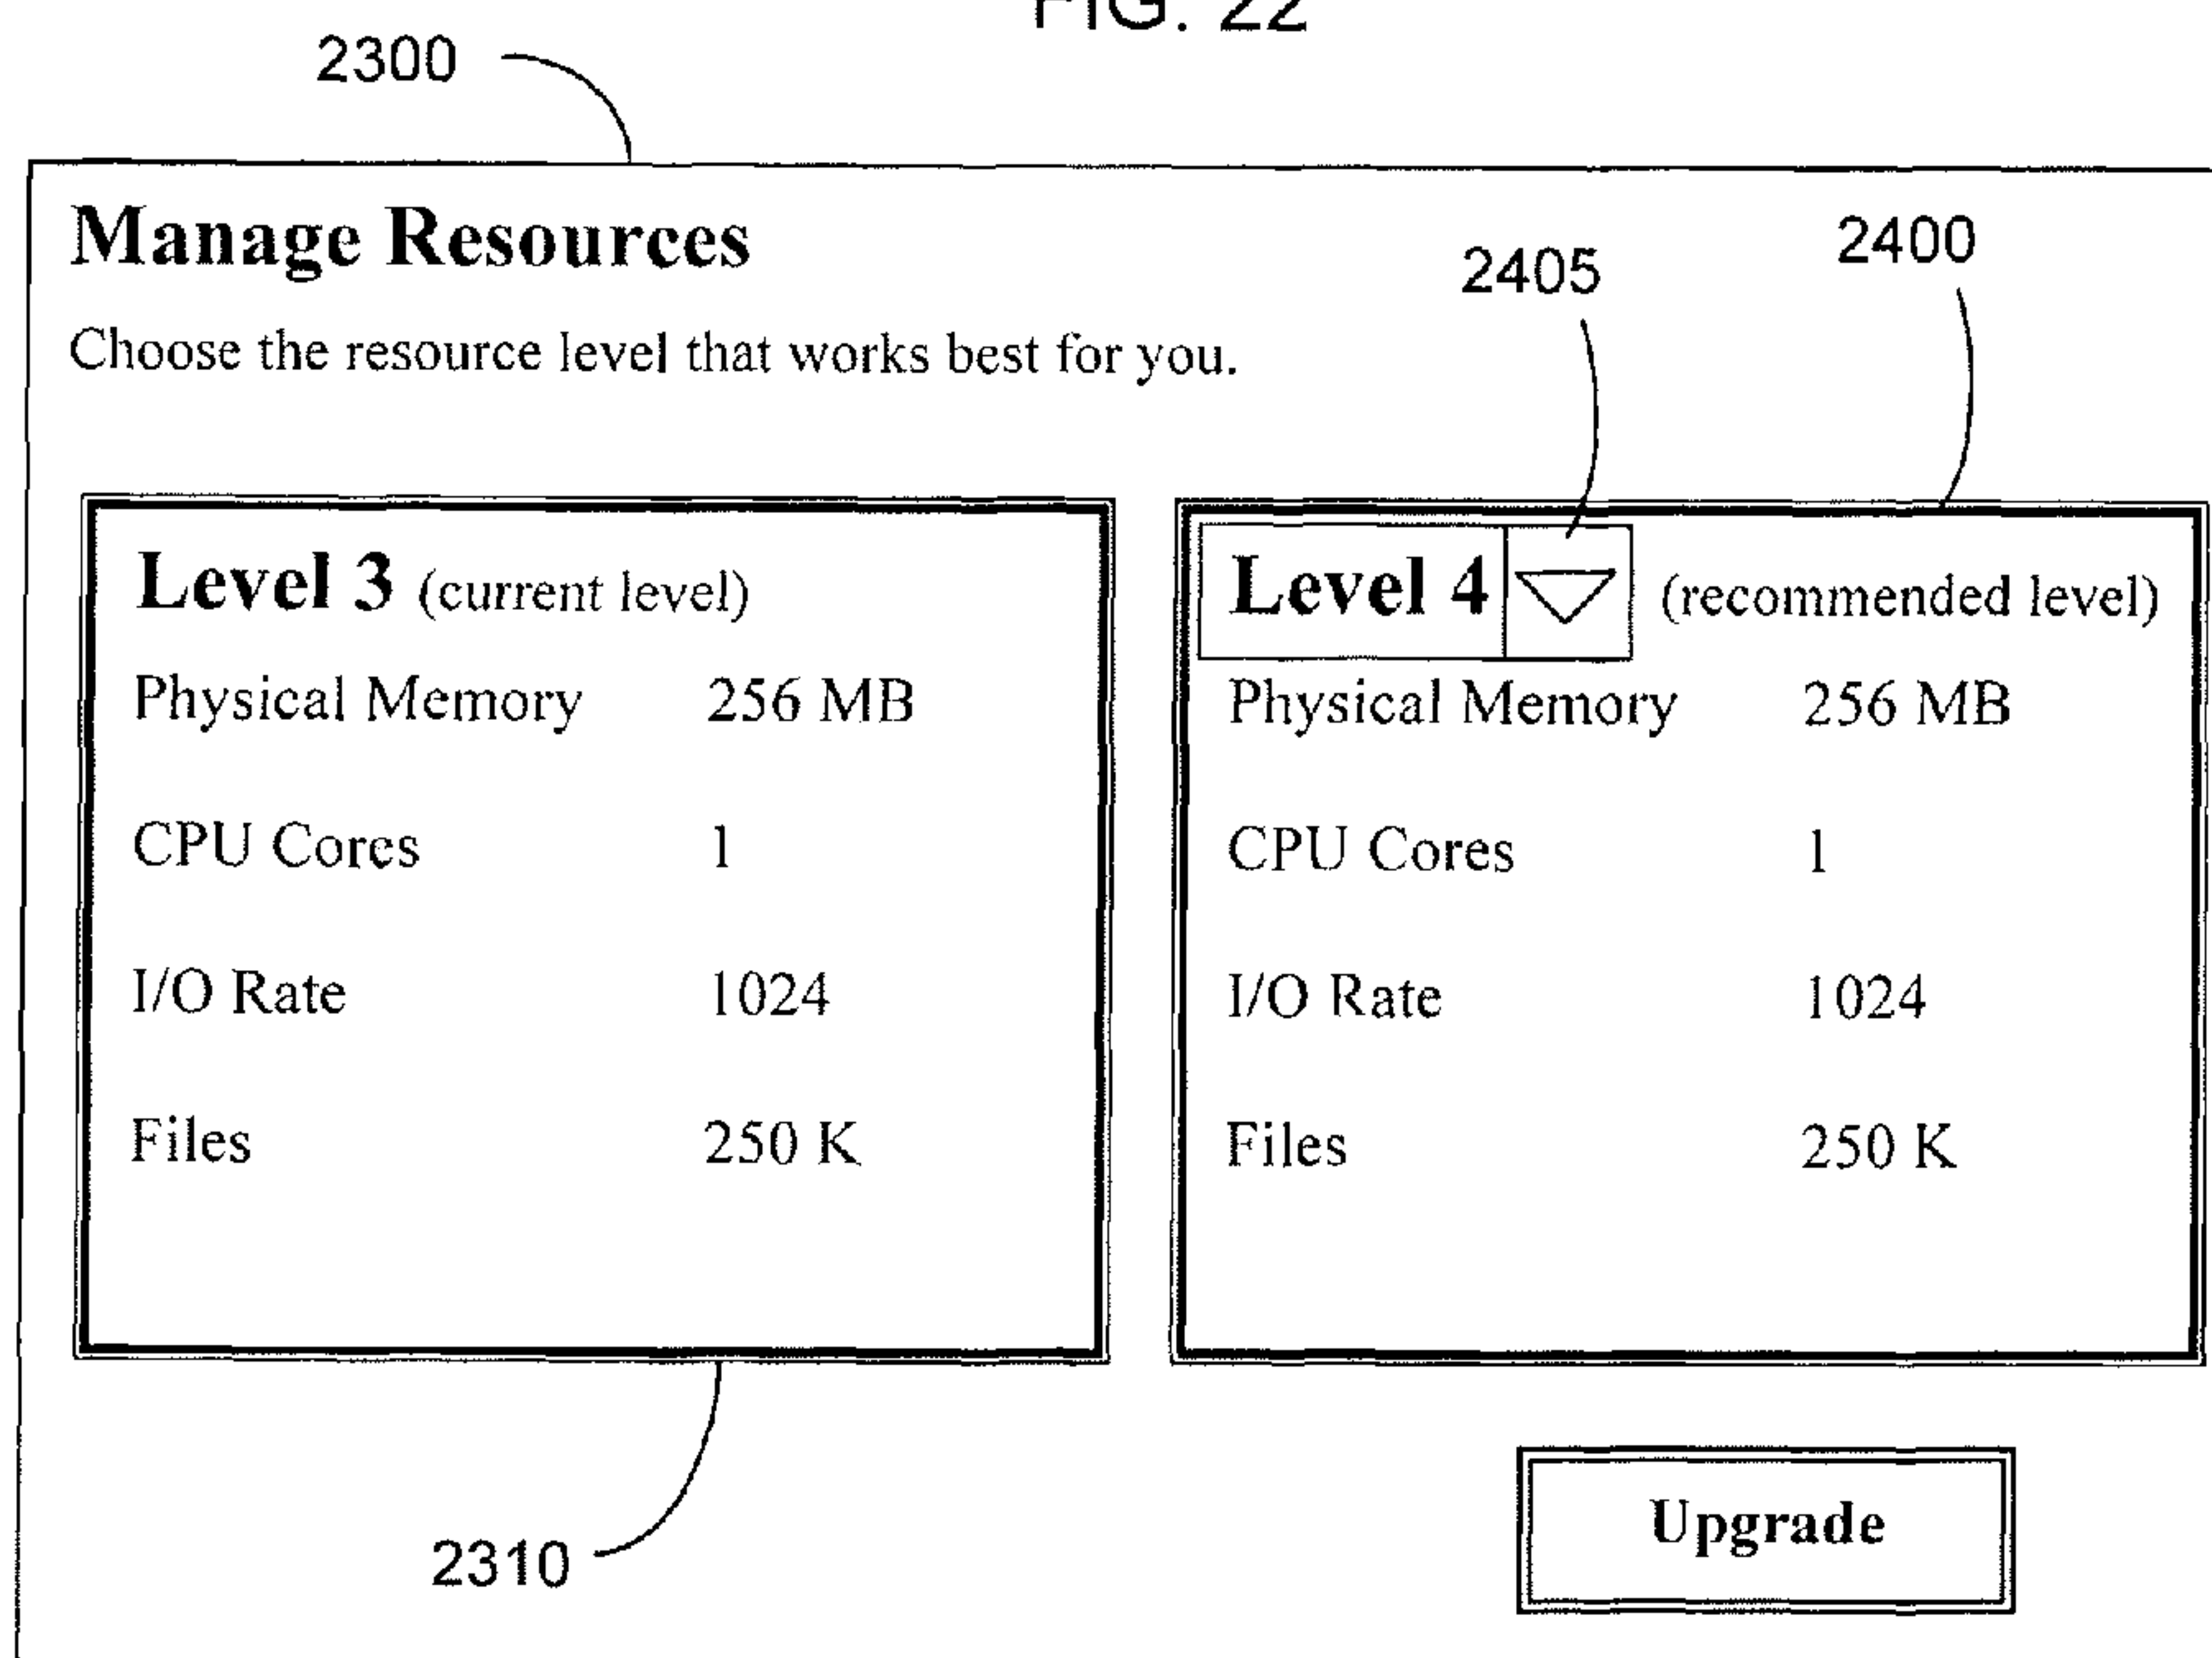 FIG. 22
2300
Manage Resources
2405
2400
Choose the resource level that works best for you.
Level 3 (current level)
Physical Memory 256 MB
CPU Cores 1
I/O Rate 1024
Files 250 K
Level 4 (recommended level)
Physical Memory 256 MB
CPU Cores 1
I/O Rate 1024
Files 250 K
2310
Upgrade